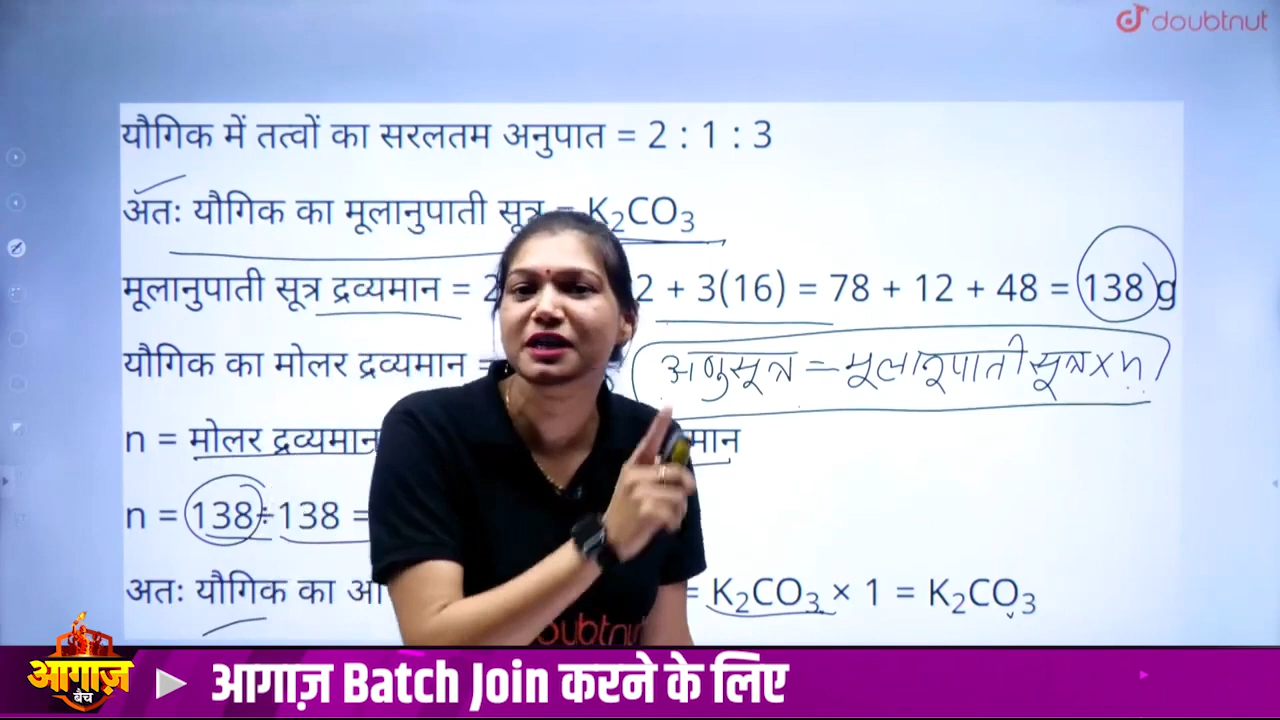 doubtnut
यौगिक में तत्वों का सरलतम अनुपात = 2 : 1 : 3
अतः यौगिक का मूलानुपाती सूत्र = K₂CO₃
मूलानुपाती सूत्र द्रव्यमान = 2 2 + 3(16) = 78 + 12 + 48 = 138 g
यौगिक का मोलर द्रव्यमान =
अणुसूत्र = मूलानुपाती सूत्र × n
n = मोलर द्रव्यमान मान
n = 138 ÷ 138 =
अतः यौगिक का आ = K₂CO₃ × 1 = K₂CO₃
doubtnut
आगाज़
बैच
आगाज़ Batch Join करने के लिए